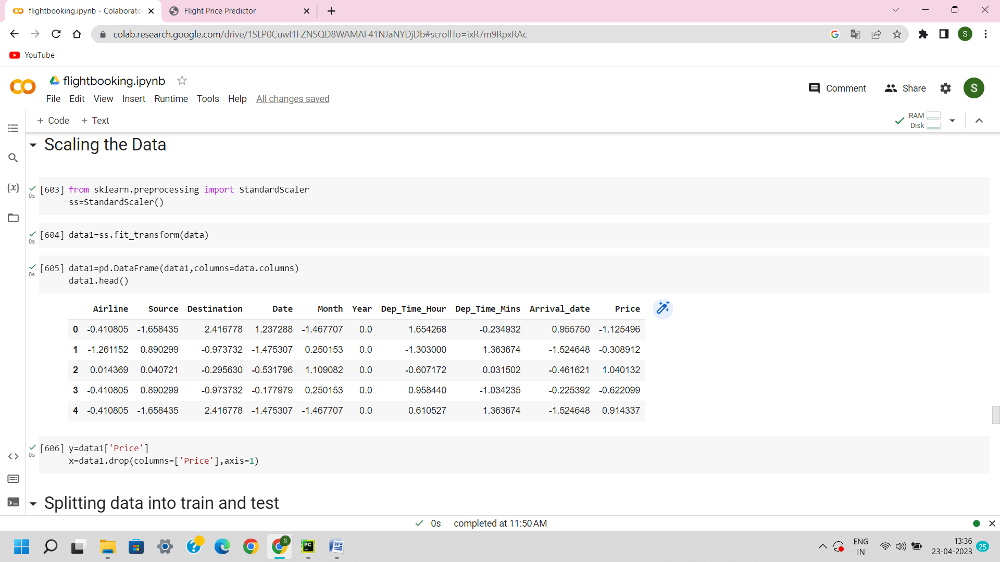 flightbooking.ipynb - Colaborato
Flight Price Predictor
colab.research.google.com/drive/1SLP0CuwI1FZNSQD8WAMAF41NJaNYDjDb#scrollTo=ixR7m9RpxRAc
S
YouTube
flightbooking.ipynb
File Edit View Insert Runtime Tools Help All changes saved
Comment Share S
+ Code + Text
RAM
Disk
Scaling the Data
[603] from sklearn.preprocessing import StandardScaler
0s
ss=StandardScaler()
[604] data1=ss.fit_transform(data)
0s
[605] data1=pd.DataFrame(data1,columns=data.columns)
0s
data1.head()
Airline Source Destination Date Month Year Dep_Time_Hour Dep_Time_Mins Arrival_date Price
0 -0.410805 -1.658435 2.416778 1.237288 -1.467707 0.0 1.654268 -0.234932 0.955750 -1.125496
1 -1.261152 0.890299 -0.973732 -1.475307 0.250153 0.0 -1.303000 1.363674 -1.524648 -0.308912
2 0.014369 0.040721 -0.295630 -0.531796 1.109082 0.0 -0.607172 0.031502 -0.461621 1.040132
3 -0.410805 0.890299 -0.973732 -0.177979 0.250153 0.0 0.958440 -1.034235 -0.225392 -0.622099
4 -0.410805 -1.658435 2.416778 -1.475307 -1.467707 0.0 0.610527 1.363674 -1.524648 0.914337
[606] y=data1['Price']
0s
x=data1.drop(columns=['Price'],axis=1)
Splitting data into train and test
0s completed at 11:50 AM
ENG
IN
13:36
23-04-2023
25